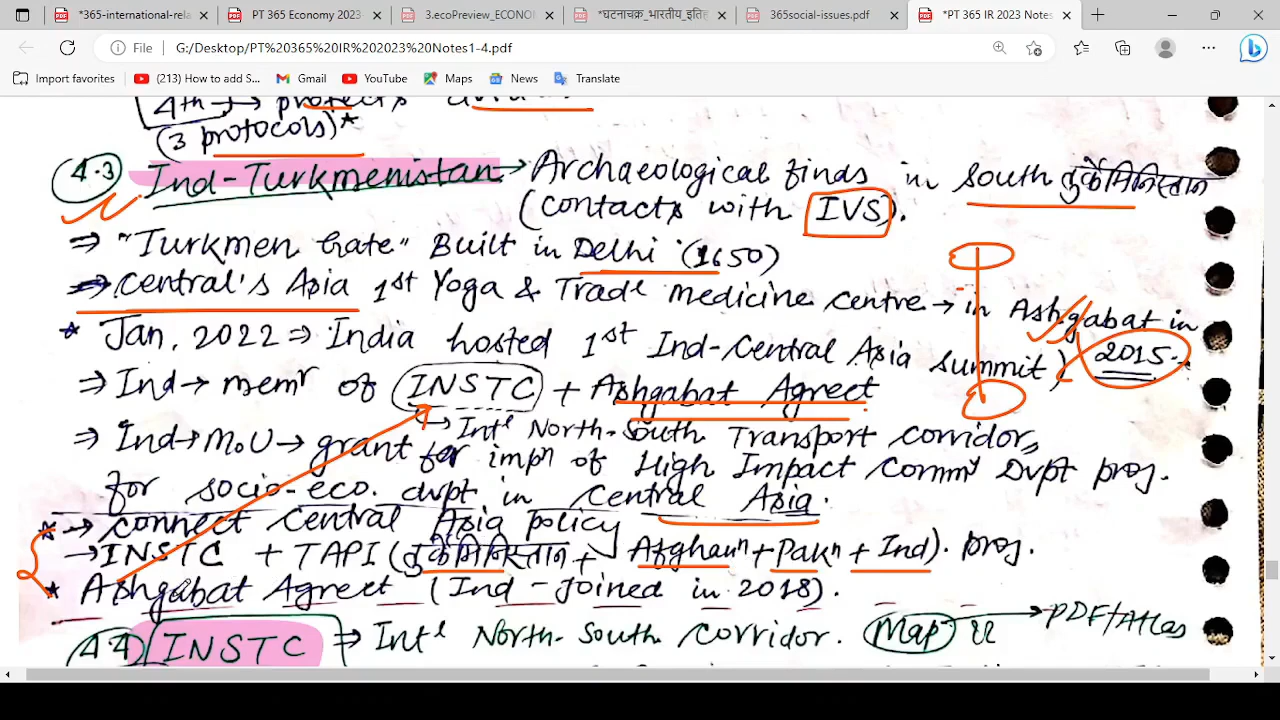 *365-international-rela
PT 365 Economy 2023
3.ecoPreview_ECONOM
*घटनाचक्र_भारतीय_इतिह
365social-issues.pdf
*PT 365 IR 2023 Notes
File
G:/Desktop/PT%20365%20IR%202023%20Notes1-4.pdf
Import favorites
(213) How to add S...
Gmail
YouTube
Maps
News
Translate
4th → protects
(3 protocols)*
4.3 Ind-Turkmenistan → Archaeological finds in South तुर्कमिनिस्तान
(contacts with IVS).
⇒ "Turkmen Gate" Built in Delhi (1650)
⇒ Central's Asia 1st Yoga & Trade Medicine centre → in Ashgabat in 2015.
* Jan, 2022 ⇒ India hosted 1st Ind-Central Asia Summit)
⇒ Ind → memr of INSTC + Ashgabat Agreet
↳ Intl North-South Transport corridor,
⇒ Ind → MoU → grant for impn of High Impact Commy Dvpt proj.
for socio-eco. dvpt in Central Asia.
* → connect Central Asia policy
→ INSTC + TAPI (तुर्कमिनिस्तान + Afghann + Pakn + Ind). proj.
* Ashgabat Agreet (Ind-Joined in 2018).
4.4 INSTC ⇒ Intl North-South Corridor. Map → PDF/Atlas